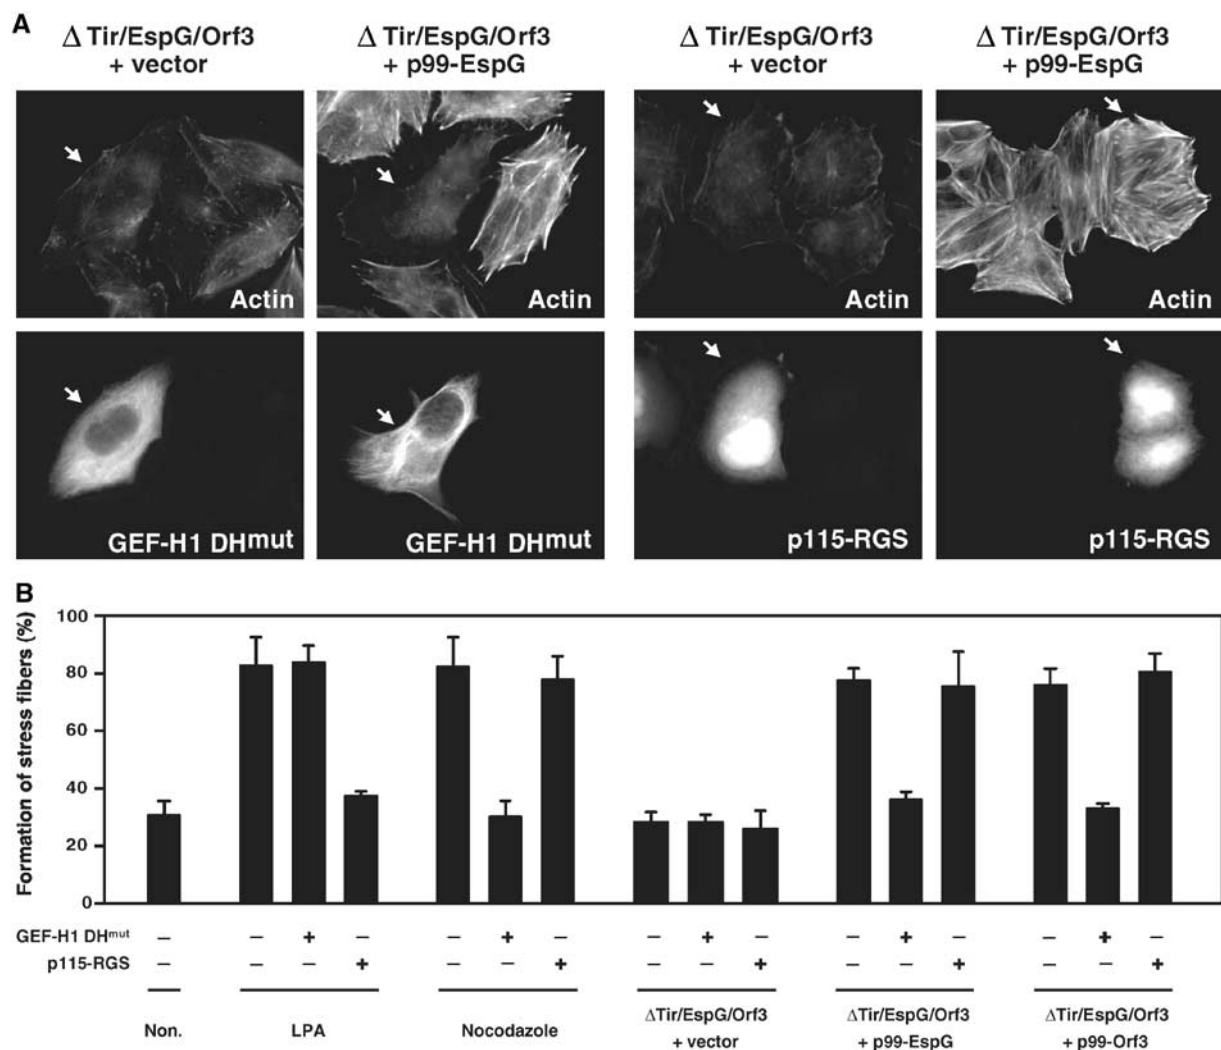 A
Δ Tir/EspG/Orf3 + vector
Δ Tir/EspG/Orf3 + p99-EspG
Δ Tir/EspG/Orf3 + vector
Δ Tir/EspG/Orf3 + p99-EspG
Actin
Actin
Actin
Actin
GEF-H1 DHmut
GEF-H1 DHmut
p115-RGS
p115-RGS
B
Formation of stress fibers (%)
100
80
60
40
20
0
GEF-H1 DHmut – – + – – + – – + – – + – – + –
p115-RGS – – – + – – + – – + – – + – – +
Non.
LPA
Nocodazole
ΔTir/EspG/Orf3 + vector
ΔTir/EspG/Orf3 + p99-EspG
ΔTir/EspG/Orf3 + p99-Orf3